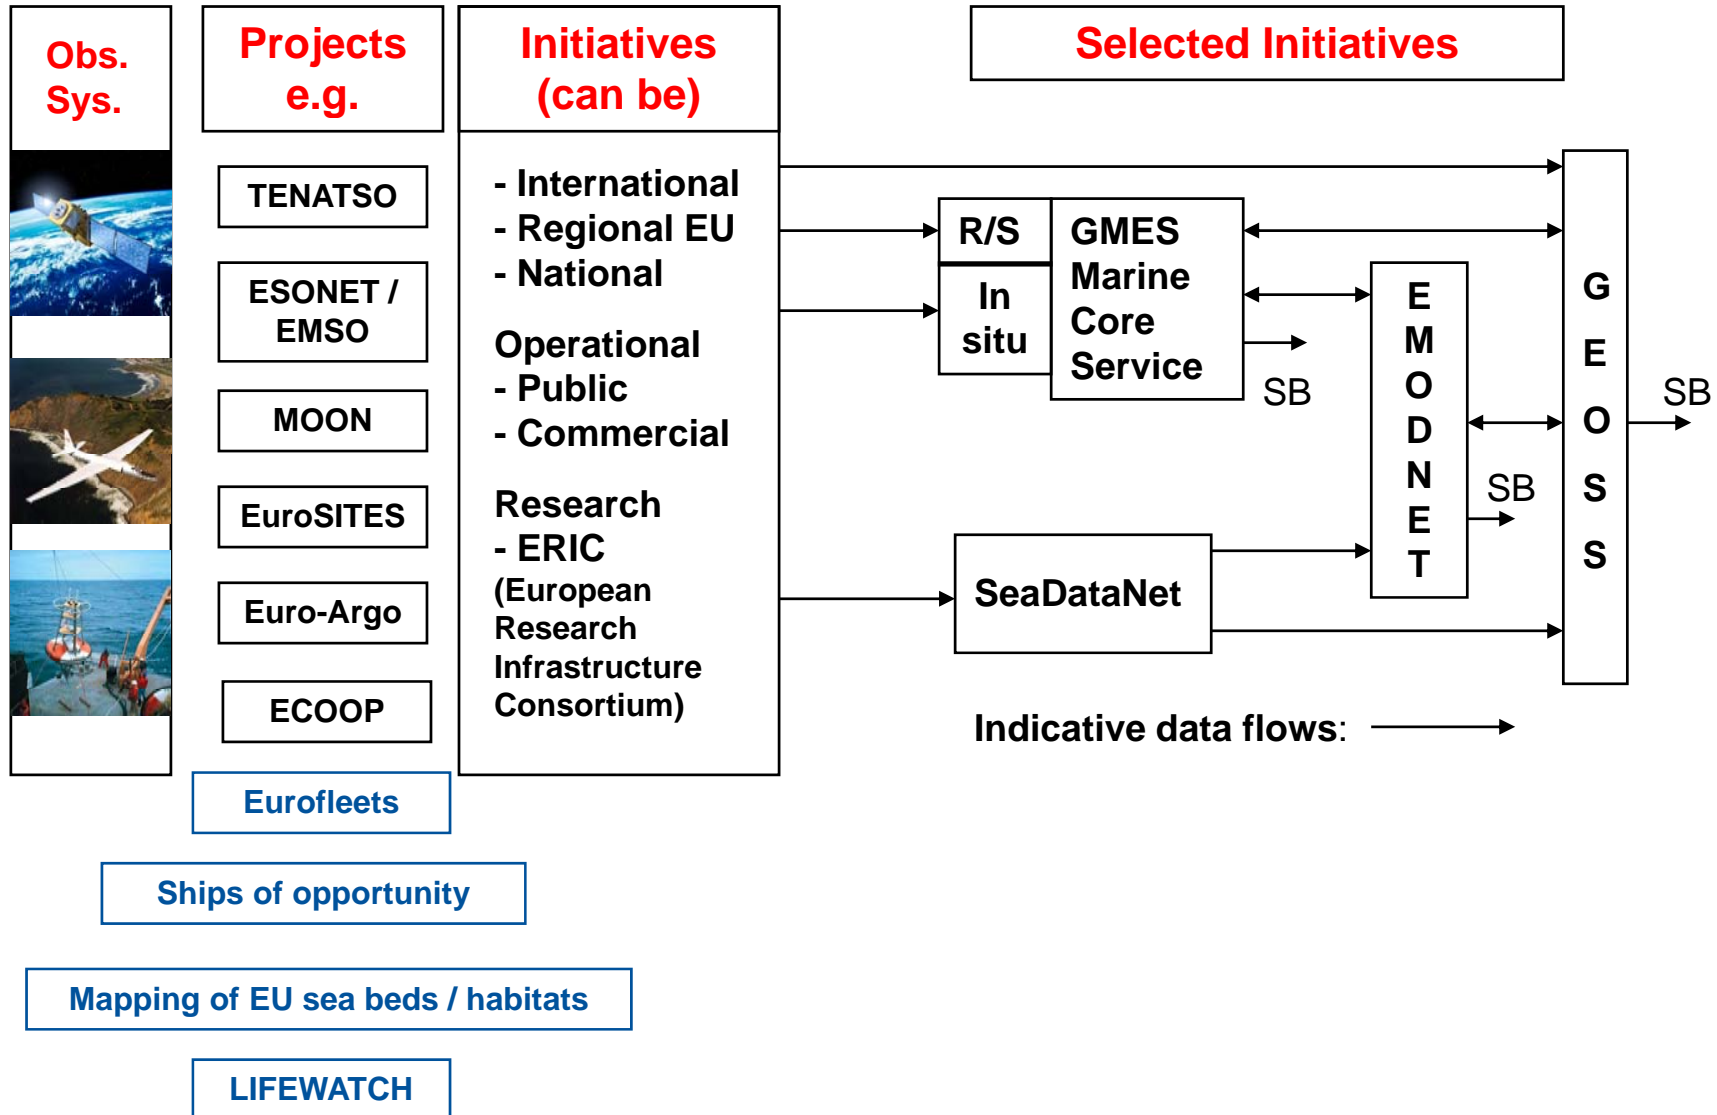 Obs.
Sys.
Projects
e.g.
Initiatives
(can be)
Selected Initiatives
TENATSO
ESONET /
EMSO
MOON
EuroSITES
Euro-Argo
ECOOP
Eurofleets
Ships of opportunity
Mapping of EU sea beds / habitats
LIFEWATCH
- International
- Regional EU
- National
Operational
- Public
- Commercial
Research
- ERIC
(European
Research
Infrastructure
Consortium)
R/S
In
situ
GMES
Marine
Core
Service
SB
SeaDataNet
E
M
O
D
N
E
T
SB
G
E
O
S
S
SB
Indicative data flows: